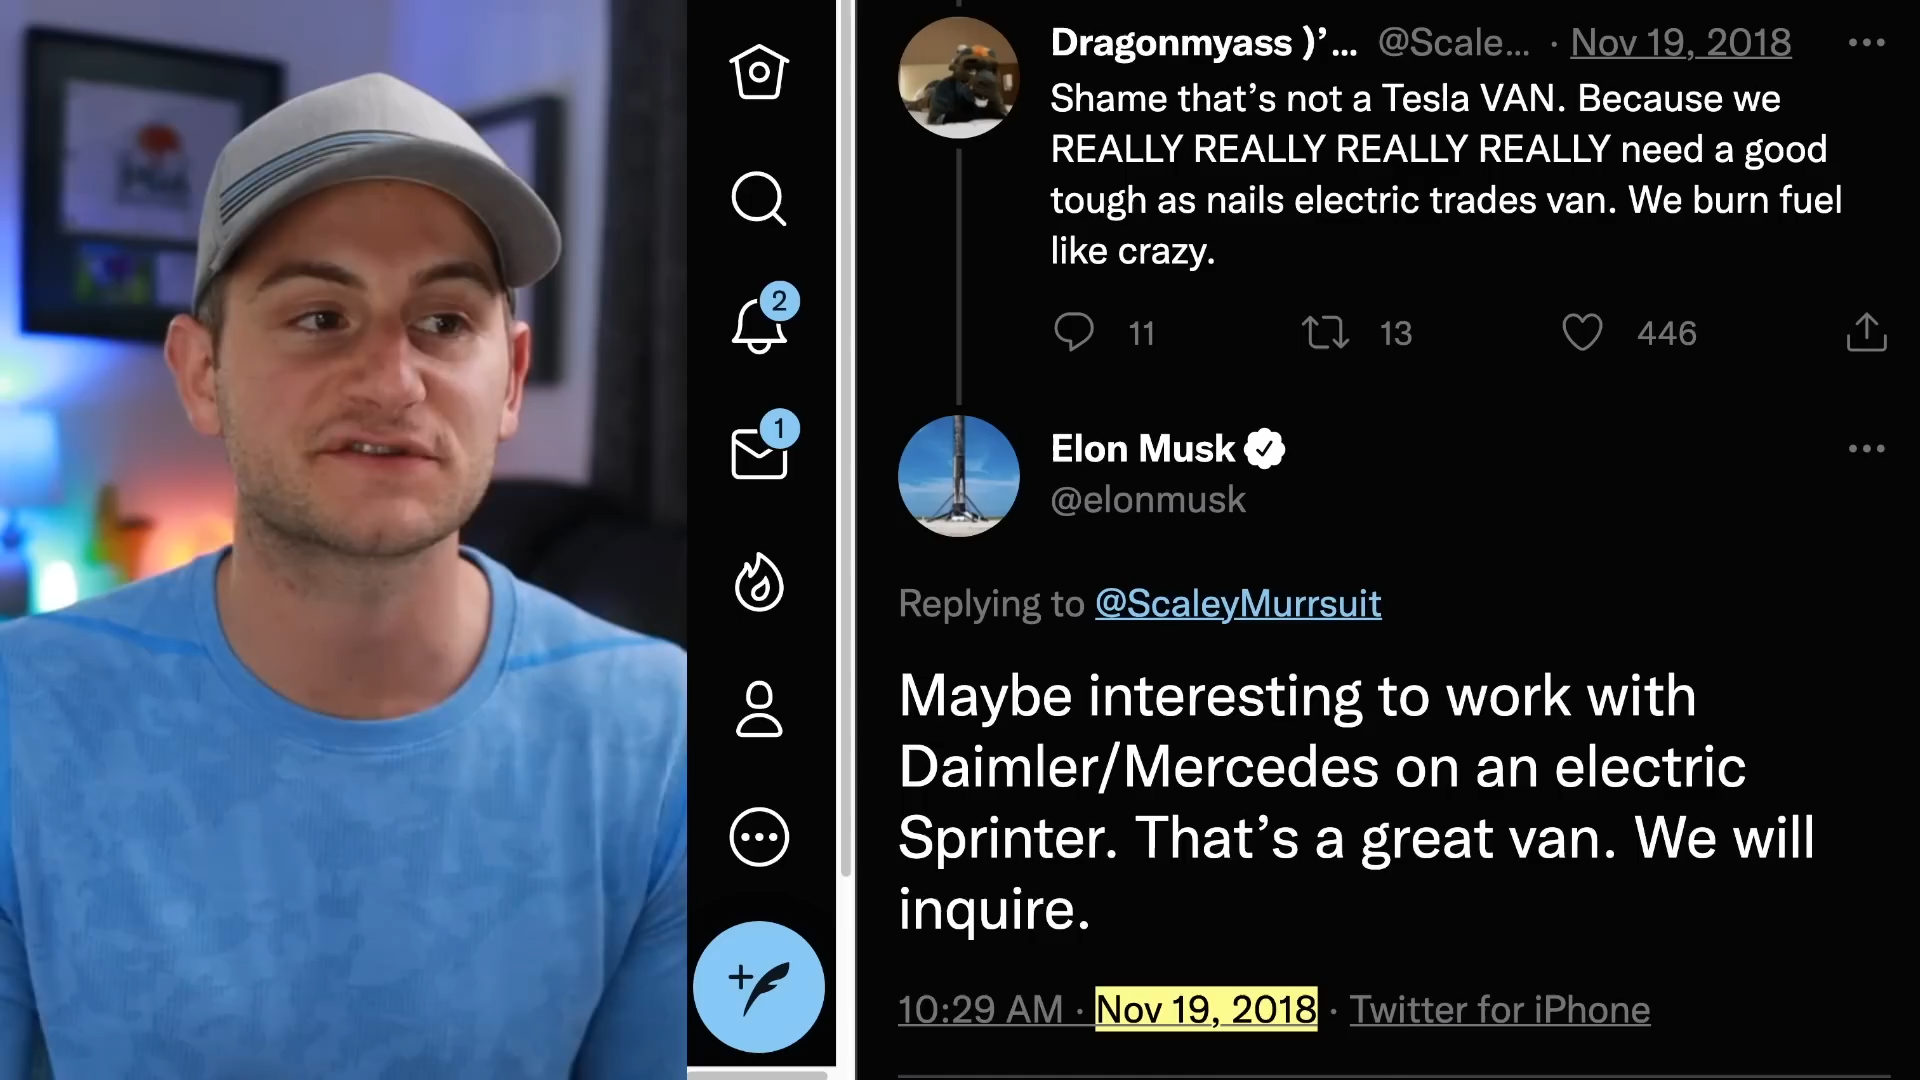 Dragonmyass )’... @Scale... · Nov 19, 2018
Shame that’s not a Tesla VAN. Because we
REALLY REALLY REALLY REALLY need a good
tough as nails electric trades van. We burn fuel
like crazy.
11 13 446
2
1
Elon Musk
@elonmusk
Replying to @ScaleyMurrsuit
Maybe interesting to work with
Daimler/Mercedes on an electric
Sprinter. That’s a great van. We will
inquire.
10:29 AM · Nov 19, 2018 · Twitter for iPhone